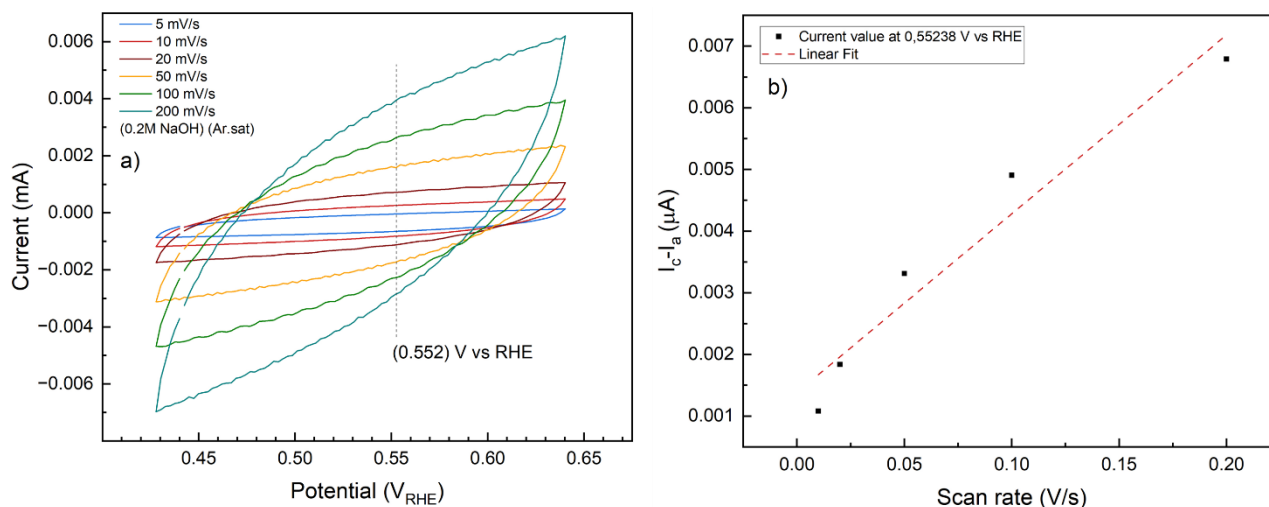 5 mV/s
10 mV/s
20 mV/s
50 mV/s
100 mV/s
200 mV/s
(0.2M NaOH) (Ar.sat)
a)
0.006
0.004
0.002
0.000
−0.002
−0.004
−0.006
Current (mA)
(0.552) V vs RHE
0.45
0.50
0.55
0.60
0.65
Potential (V_RHE)
Current value at 0,55238 V vs RHE
Linear Fit
b)
0.007
0.006
0.005
0.004
0.003
0.002
0.001
I_c-I_a (µA)
0.00
0.05
0.10
0.15
0.20
Scan rate (V/s)